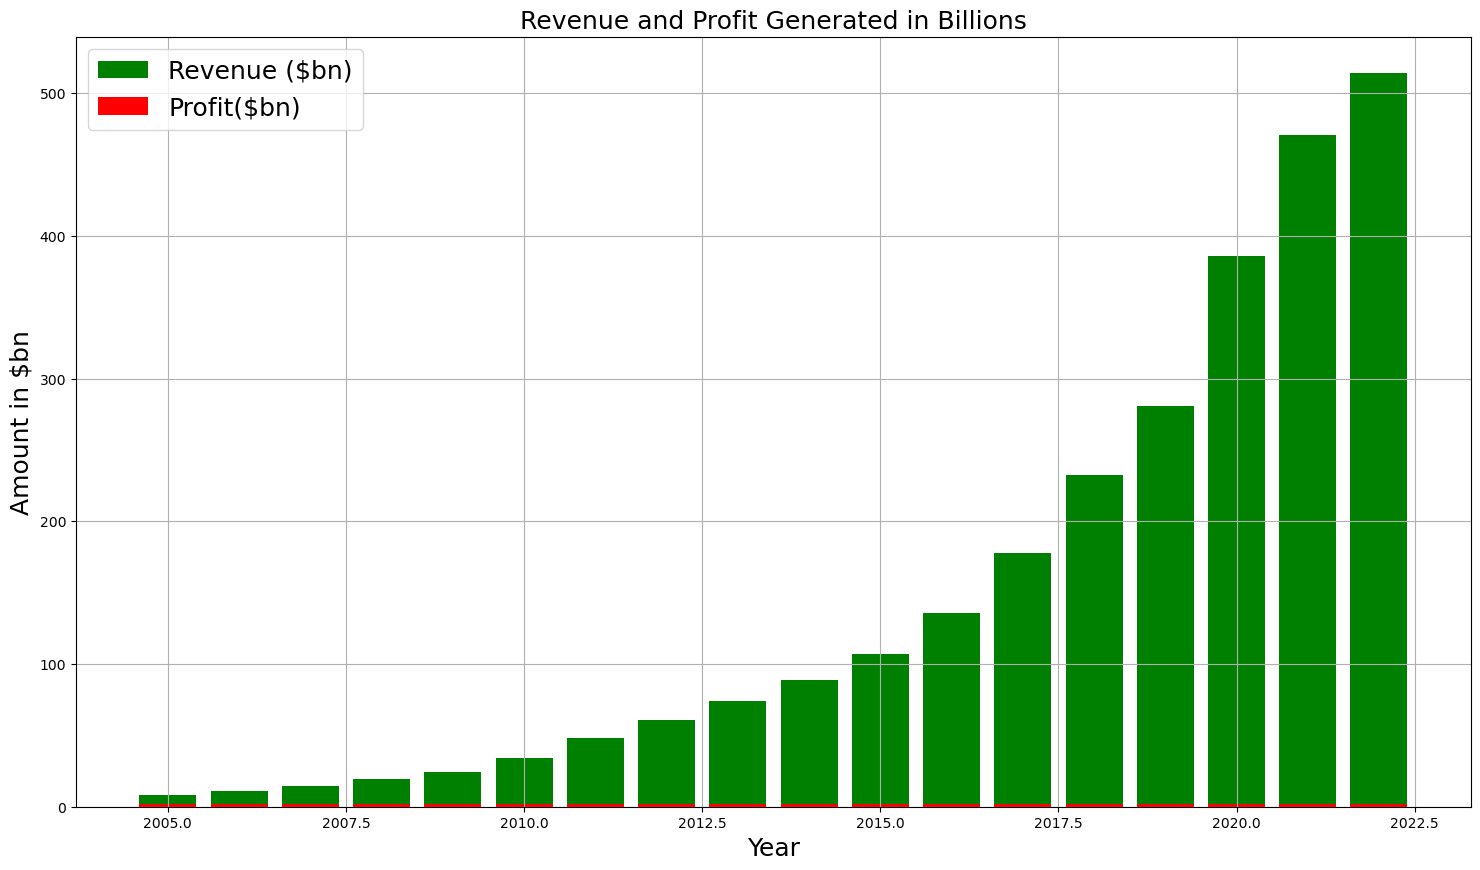 Revenue and Profit Generated in Billions
Revenue ($bn)
Profit($bn)
Amount in $bn
500
400
300
200
100
0
2005.0 2007.5 2010.0 2012.5 2015.0 2017.5 2020.0 2022.5
Year